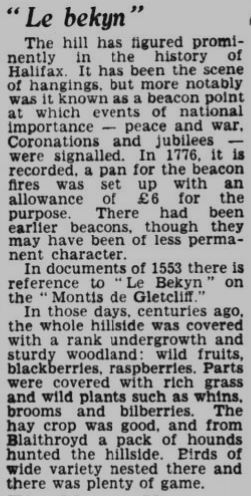 "Le bekyn"
The hill has figured promi-
nently in the history of
Halifax. It has been the scene
of hangings, but more notably
was it known as a beacon point
at which events of national
importance — peace and war,
Coronations and jubilees —
were signalled. In 1776, it is
recorded, a pan for the beacon
fires was set up with an
allowance of £6 for the
purpose. There had been
earlier beacons, though they
may have been of less perma-
nent character.
In documents of 1553 there is
reference to "Le Bekyn" on
the "Montis de Gletcliff."
In those days, centuries ago,
the whole hillside was covered
with a rank undergrowth and
sturdy woodland: wild fruits,
blackberries, raspberries. Parts
were covered with rich grass
and wild plants such as whins,
brooms and bilberries. The
hay crop was good, and from
Blaithroyd a pack of hounds
hunted the hillside. Birds of
wide variety nested there and
there was plenty of game.